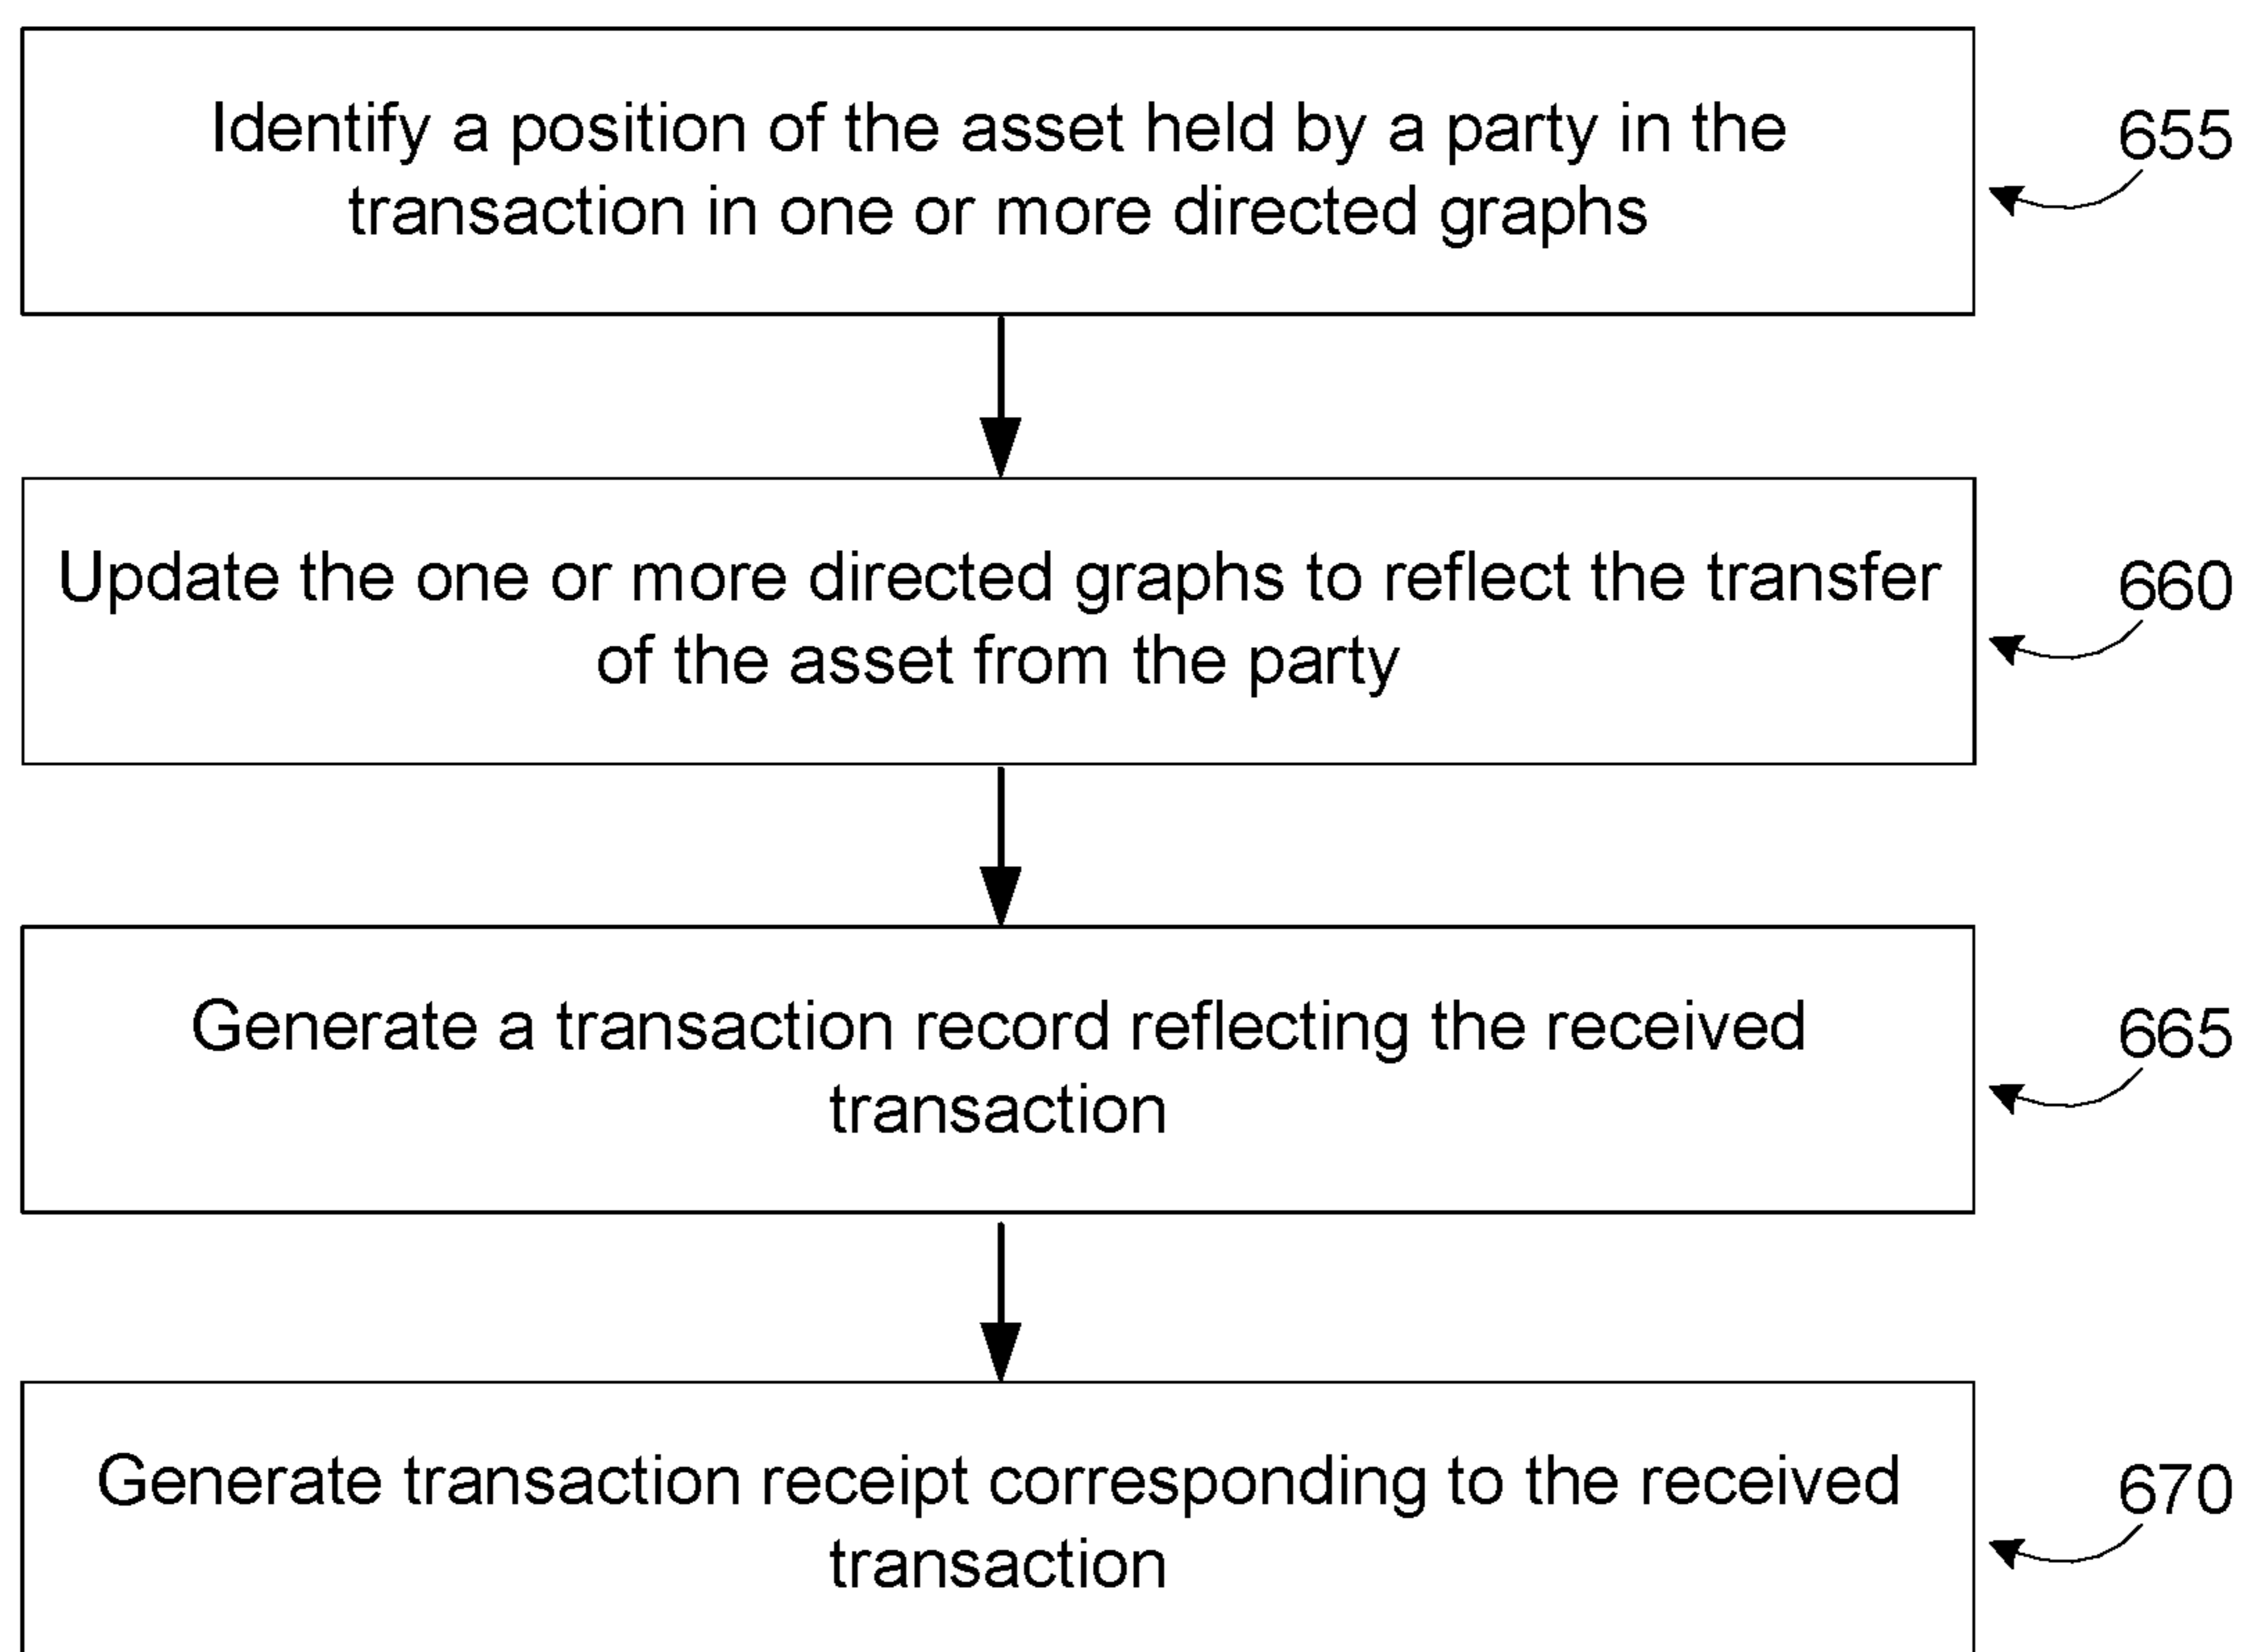 Identify a position of the asset held by a party in the
transaction in one or more directed graphs
655
Update the one or more directed graphs to reflect the transfer
of the asset from the party
660
Generate a transaction record reflecting the received
transaction
665
Generate transaction receipt corresponding to the received
transaction
670